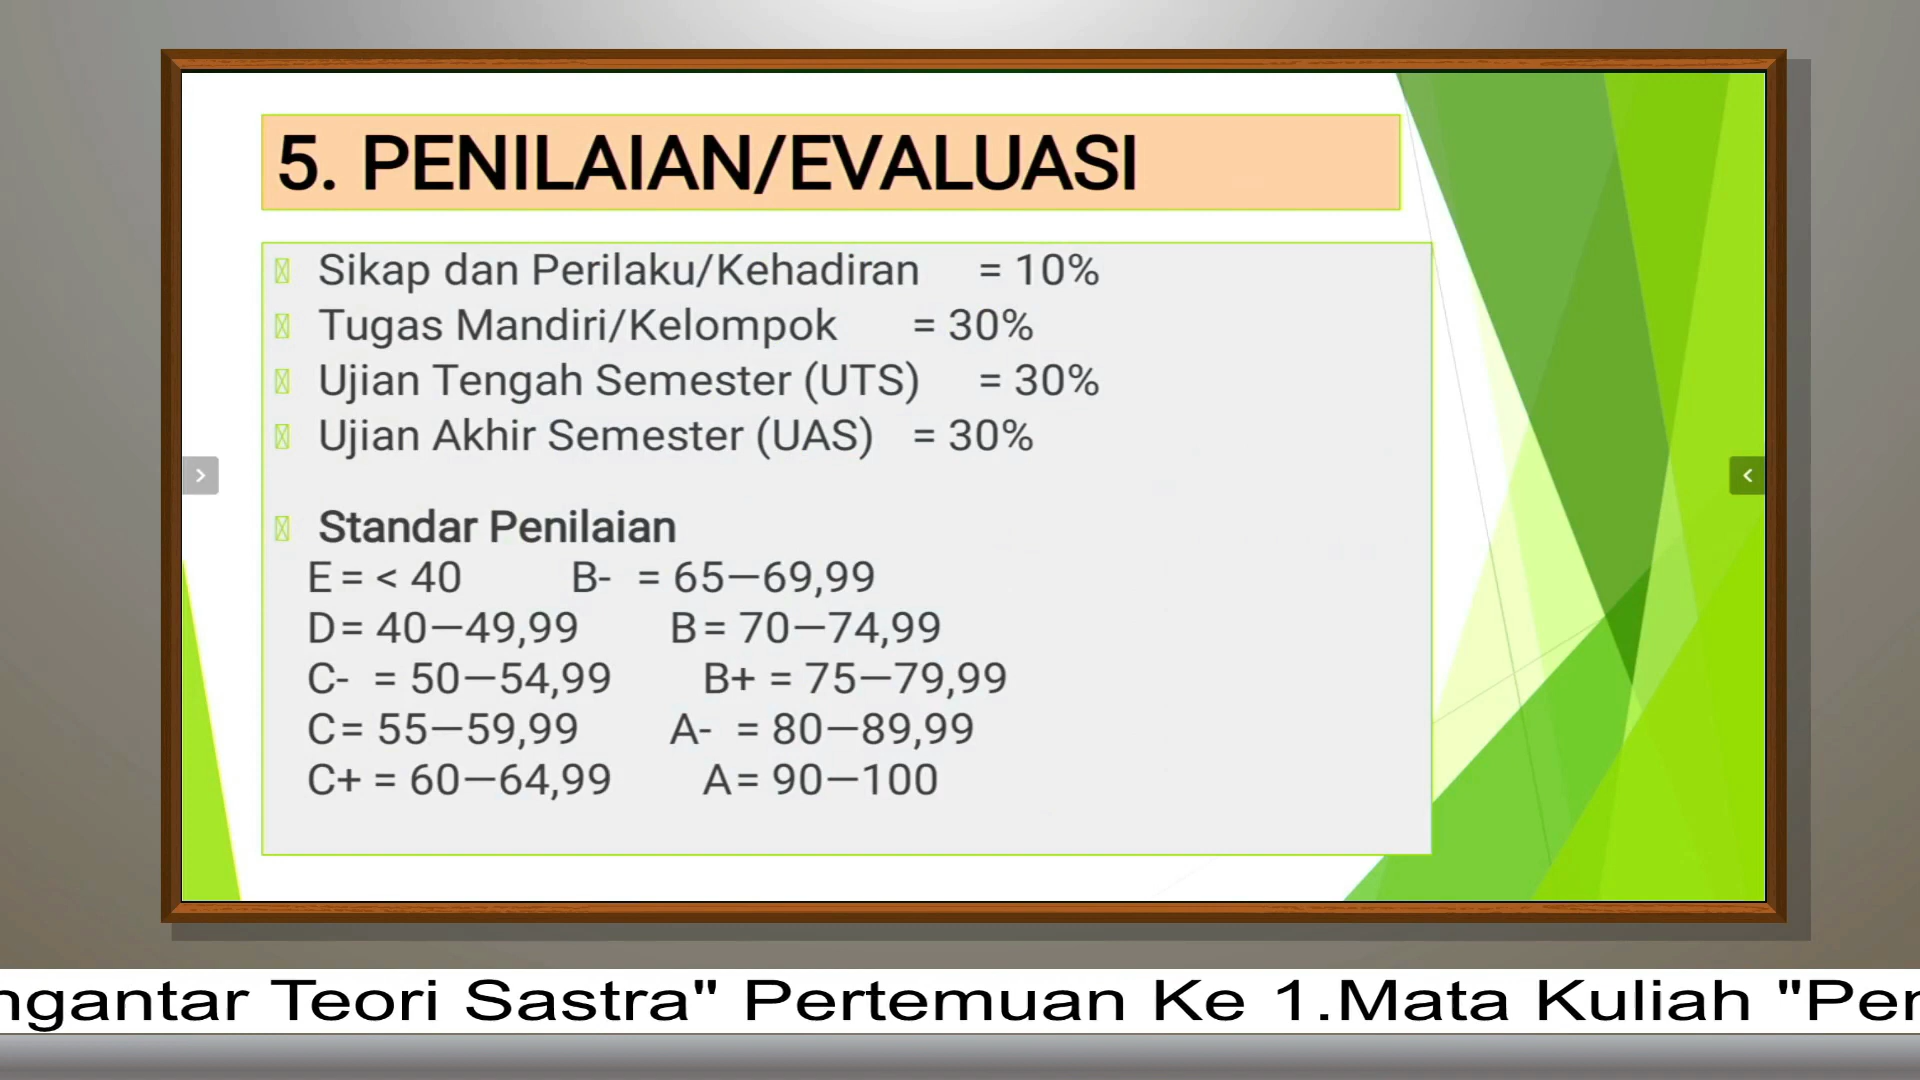 5. PENILAIAN/EVALUASI
Sikap dan Perilaku/Kehadiran = 10%
Tugas Mandiri/Kelompok = 30%
Ujian Tengah Semester (UTS) = 30%
Ujian Akhir Semester (UAS) = 30%
Standar Penilaian
E = < 40 B- = 65—69,99
D = 40—49,99 B = 70—74,99
C- = 50—54,99 B+ = 75—79,99
C = 55—59,99 A- = 80—89,99
C+ = 60—64,99 A = 90—100
ngantar Teori Sastra" Pertemuan Ke 1.Mata Kuliah "Pen